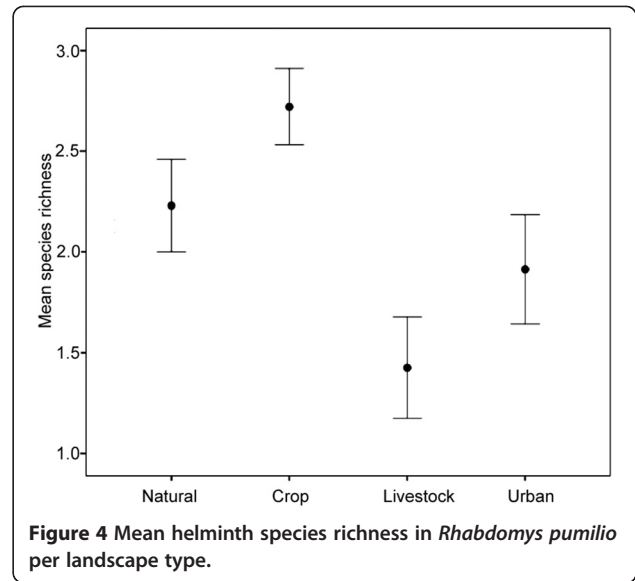 3.0
2.5
2.0
1.5
1.0
Mean species richness
Natural Crop Livestock Urban
Figure 4 Mean helminth species richness in Rhabdomys pumilio
per landscape type.